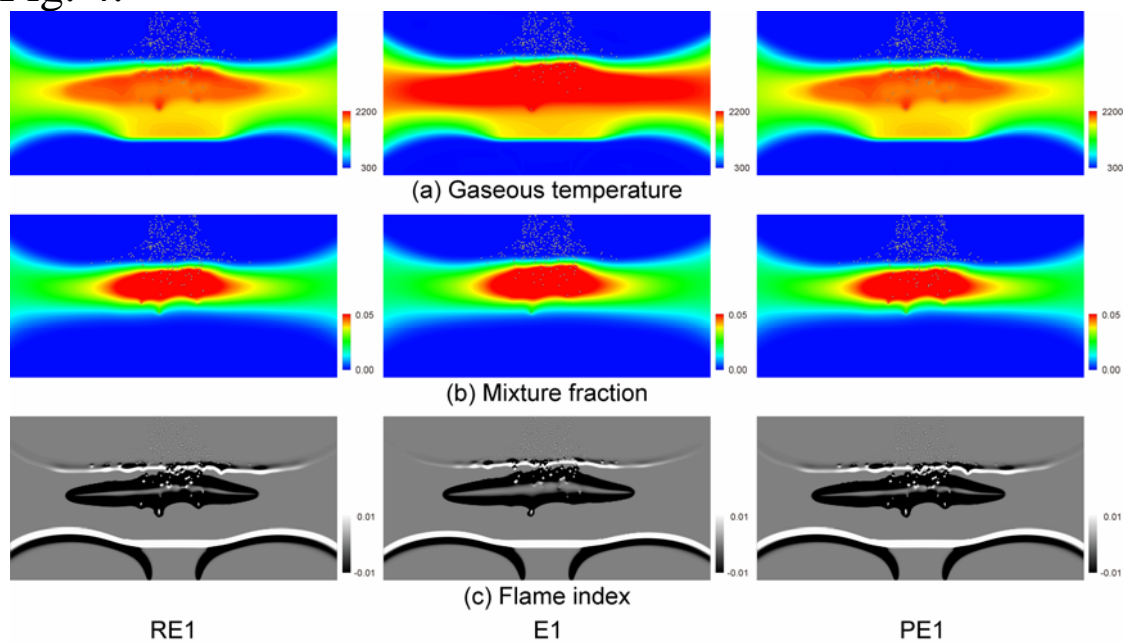 Fig. 4.
2200 2200 2200
300 300 300
(a) Gaseous temperature
0.05 0.05 0.05
0.00 0.00 0.00
(b) Mixture fraction
0.01 0.01 0.01
-0.01 -0.01 -0.01
(c) Flame index
RE1 E1 PE1